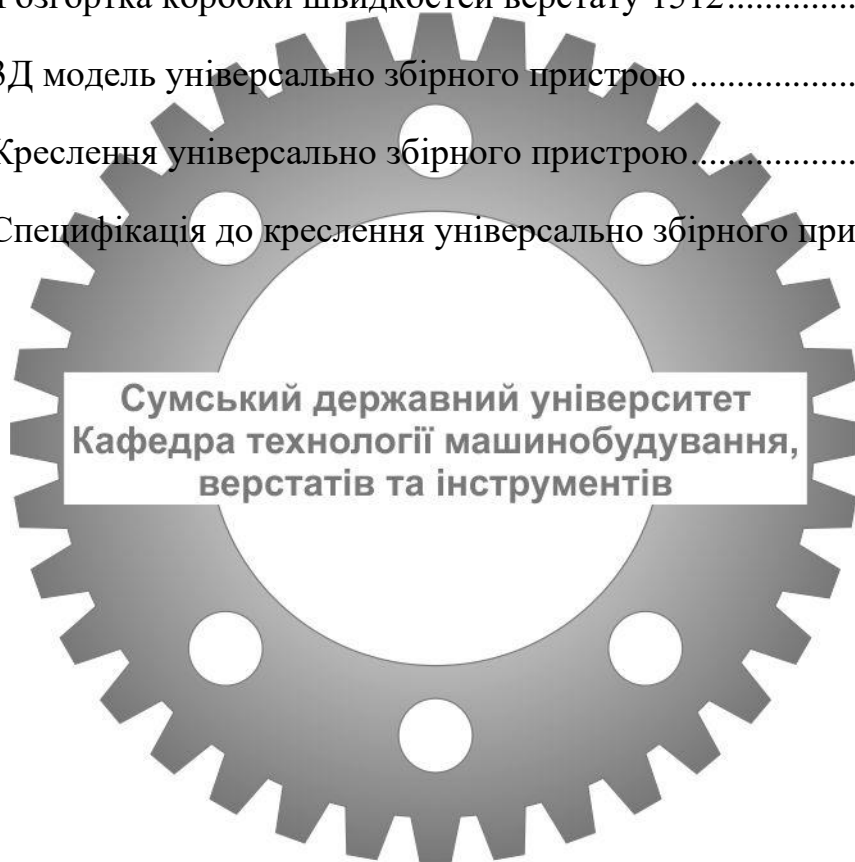 Розгортка коробки швидкостей верстату 1512..............
3Д модель універсально збірного пристрою..................
Креслення універсально збірного пристрою..................
Специфікація до креслення універсально збірного при
Сумський державний університет
Кафедра технології машинобудування,
верстатів та інструментів